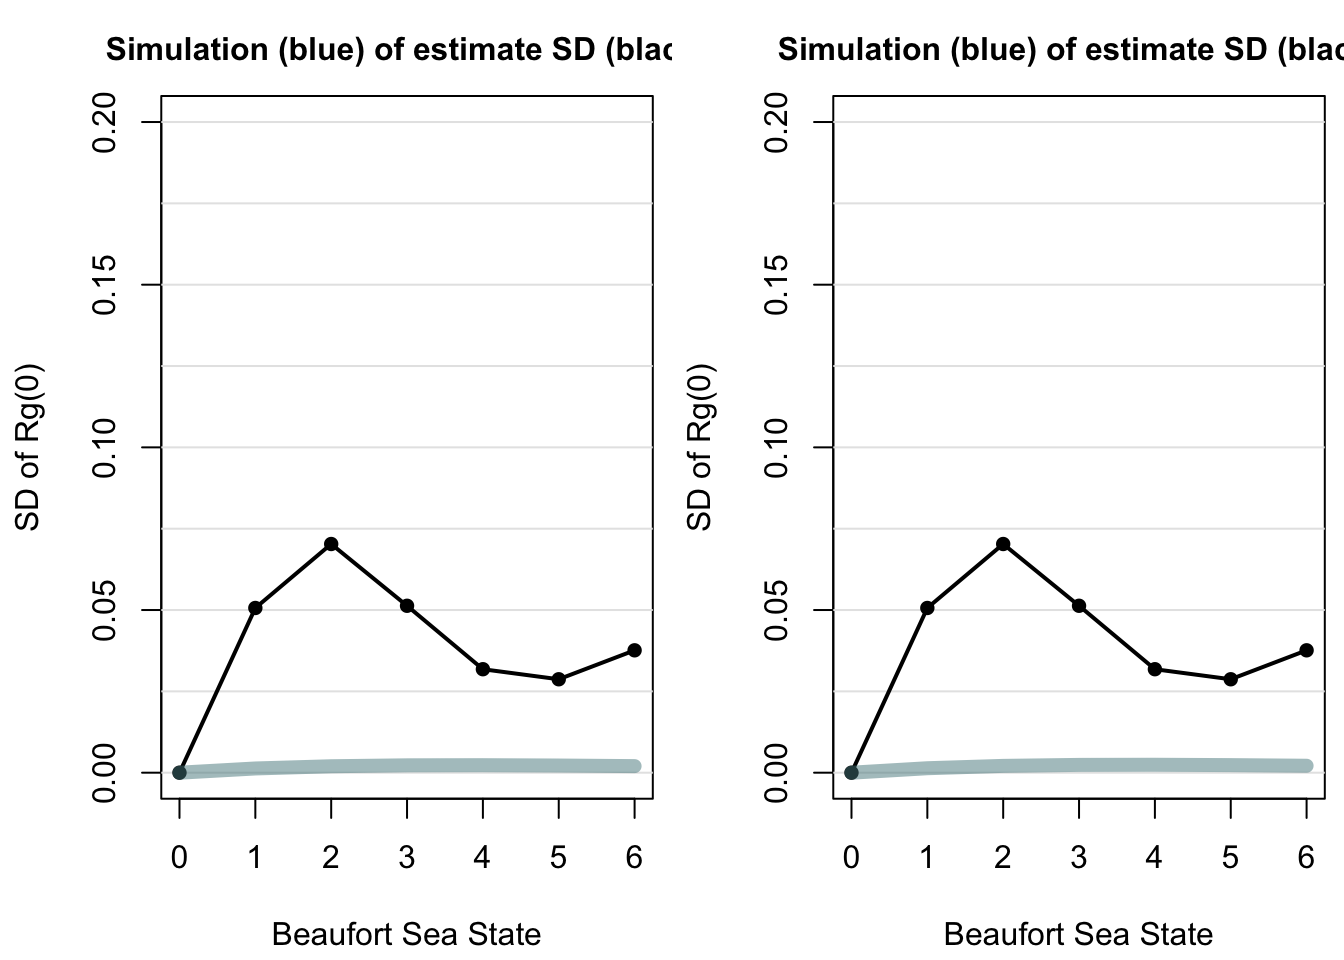 Simulation (blue) of estimate SD (blac
SD of Rg(0)
0.20
0.15
0.10
0.05
0.00
0 1 2 3 4 5 6
Beaufort Sea State
Simulation (blue) of estimate SD (blac
SD of Rg(0)
0.20
0.15
0.10
0.05
0.00
0 1 2 3 4 5 6
Beaufort Sea State